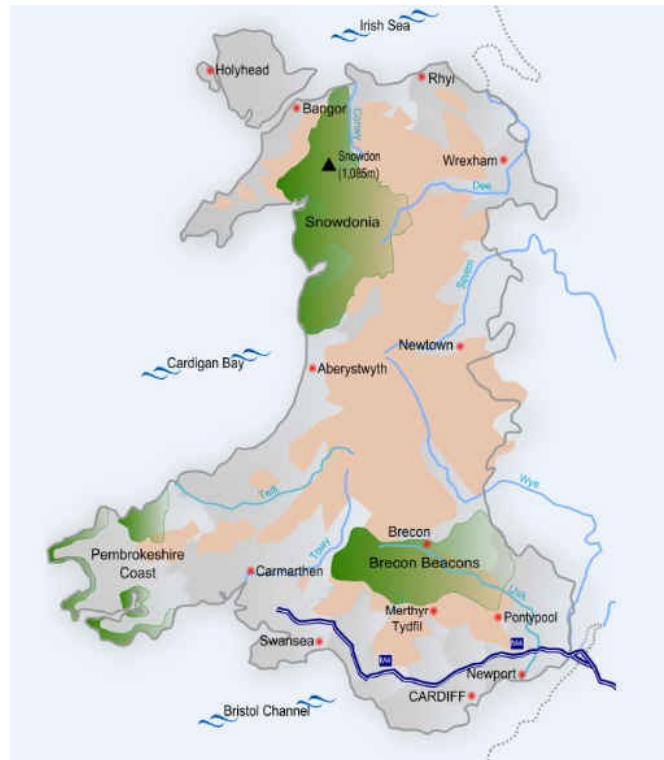 Irish Sea
Holyhead
Rhyl
Bangor
Conwy
Snowdon
(1,085m)
Wrexham
Dee
Snowdonia
Severn
Newtown
Cardigan Bay
Aberystwyth
Teifi
Wye
Towy
Brecon
Pembrokeshire
Coast
Brecon Beacons
Carmarthen
Usk
Merthyr
Tydfil
Pontypool
Swansea
M4
M4
Newport
CARDIFF
Bristol Channel